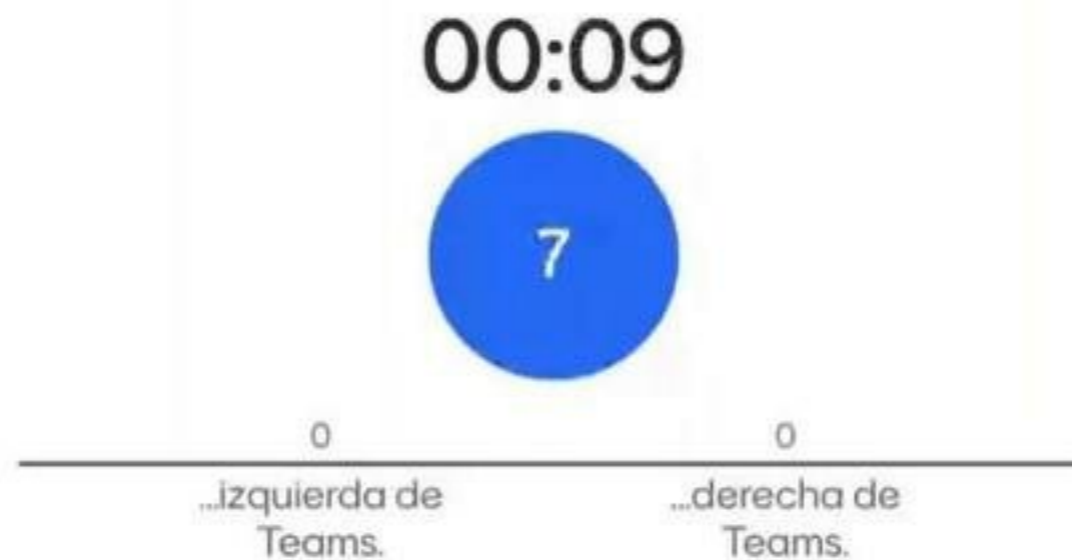 00:09
7
0 0
...izquierda de ...derecha de
Teams. Teams.